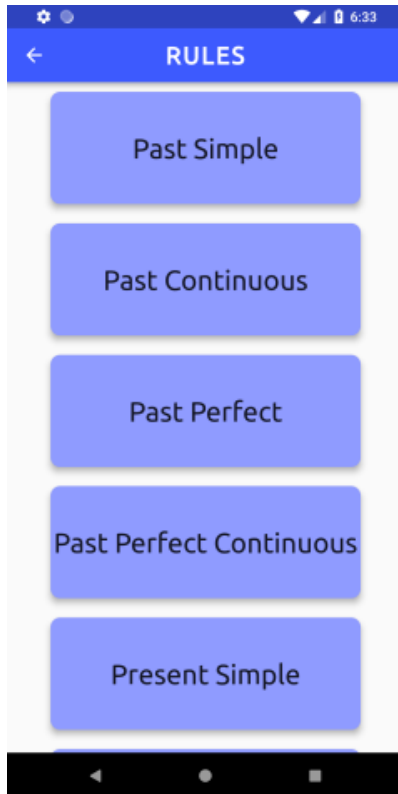 6:33
RULES
Past Simple
Past Continuous
Past Perfect
Past Perfect Continuous
Present Simple